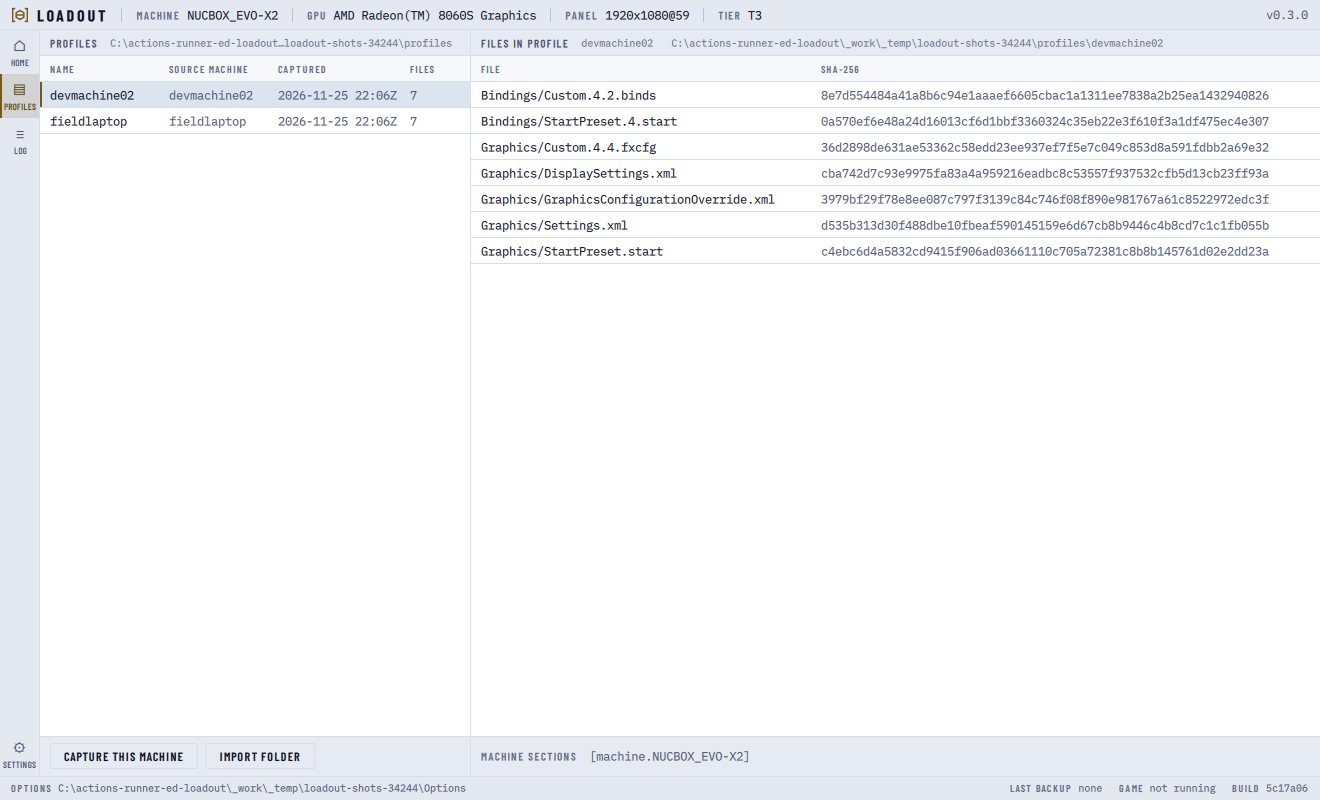 LOADOUT MACHINE NUCBOX_EVO-X2 GPU AMD Radeon(TM) 8060S Graphics PANEL 1920x1080@59 TIER T3 v0.3.0
HOME
PROFILES
LOG
SETTINGS
PROFILES C:\actions-runner-ed-loadout…loadout-shots-34244\profiles
NAME SOURCE MACHINE CAPTURED FILES
devmachine02 devmachine02 2026-11-25 22:06Z 7
fieldlaptop fieldlaptop 2026-11-25 22:06Z 7
CAPTURE THIS MACHINE IMPORT FOLDER
FILES IN PROFILE devmachine02 C:\actions-runner-ed-loadout\_work\_temp\loadout-shots-34244\profiles\devmachine02
FILE SHA-256
Bindings/Custom.4.2.binds 8e7d554484a41a8b6c94e1aaaef6605cbac1a1311ee7838a2b25ea1432940826
Bindings/StartPreset.4.start 0a570ef6e48a24d16013cf6d1bbf3360324c35eb22e3f610f3a1df475ec4e307
Graphics/Custom.4.4.fxcfg 36d2898de631ae53362c58edd23ee937ef7f5e7c049c853d8a591fdbb2a69e32
Graphics/DisplaySettings.xml cba742d7c93e9975fa83a4a959216eadbc8c53557f937532cfb5d13cb23ff93a
Graphics/GraphicsConfigurationOverride.xml 3979bf29f78e8ee087c797f3139c84c746f08f890e981767a61c8522972edc3f
Graphics/Settings.xml d535b313d30f488dbe10fbeaf590145159e6d67cb8b9446c4b8cd7c1c1fb055b
Graphics/StartPreset.start c4ebc6d4a5832cd9415f906ad03661110c705a72381c8b8b145761d02e2dd23a
MACHINE SECTIONS [machine.NUCBOX_EVO-X2]
OPTIONS C:\actions-runner-ed-loadout\_work\_temp\loadout-shots-34244\Options LAST BACKUP none GAME not running BUILD 5c17a06